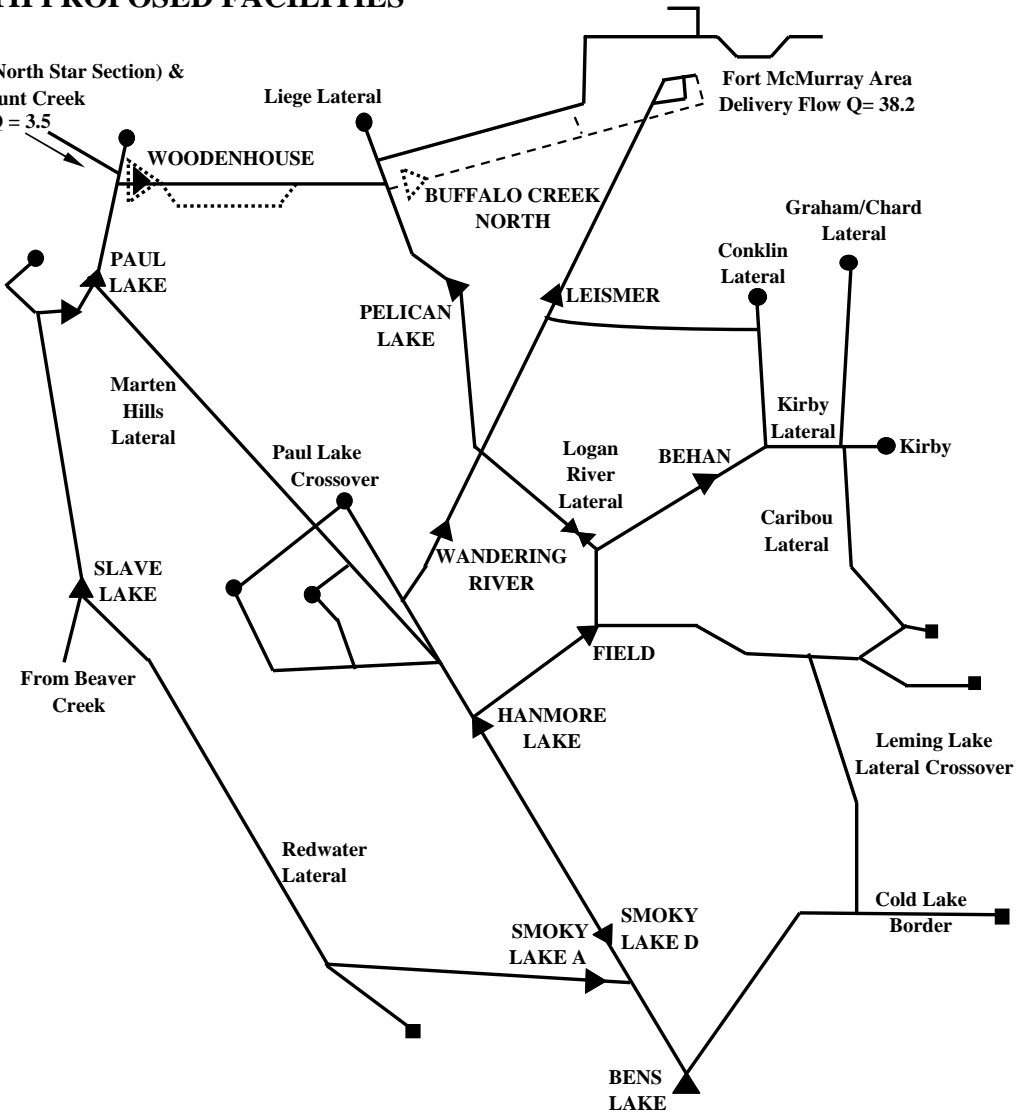 PROPOSED FACILITIES
North Star Section) &
Creek
= 3.5
Liege Lateral
Fort McMurray Area
Delivery Flow Q= 38.2
WOODENHOUSE
BUFFALO CREEK
NORTH
Graham/Chard
Lateral
Conklin
Lateral
PAUL
LAKE
LEISMER
PELICAN
LAKE
Marten
Hills
Lateral
Kirby
Lateral
Kirby
Paul Lake
Crossover
Logan
River
Lateral
BEHAN
Caribou
Lateral
WANDERING
RIVER
SLAVE
LAKE
FIELD
From Beaver
Creek
HANMORE
LAKE
Leming Lake
Lateral Crossover
Redwater
Lateral
Cold Lake
Border
SMOKY
LAKE D
SMOKY
LAKE A
BENS
LAKE